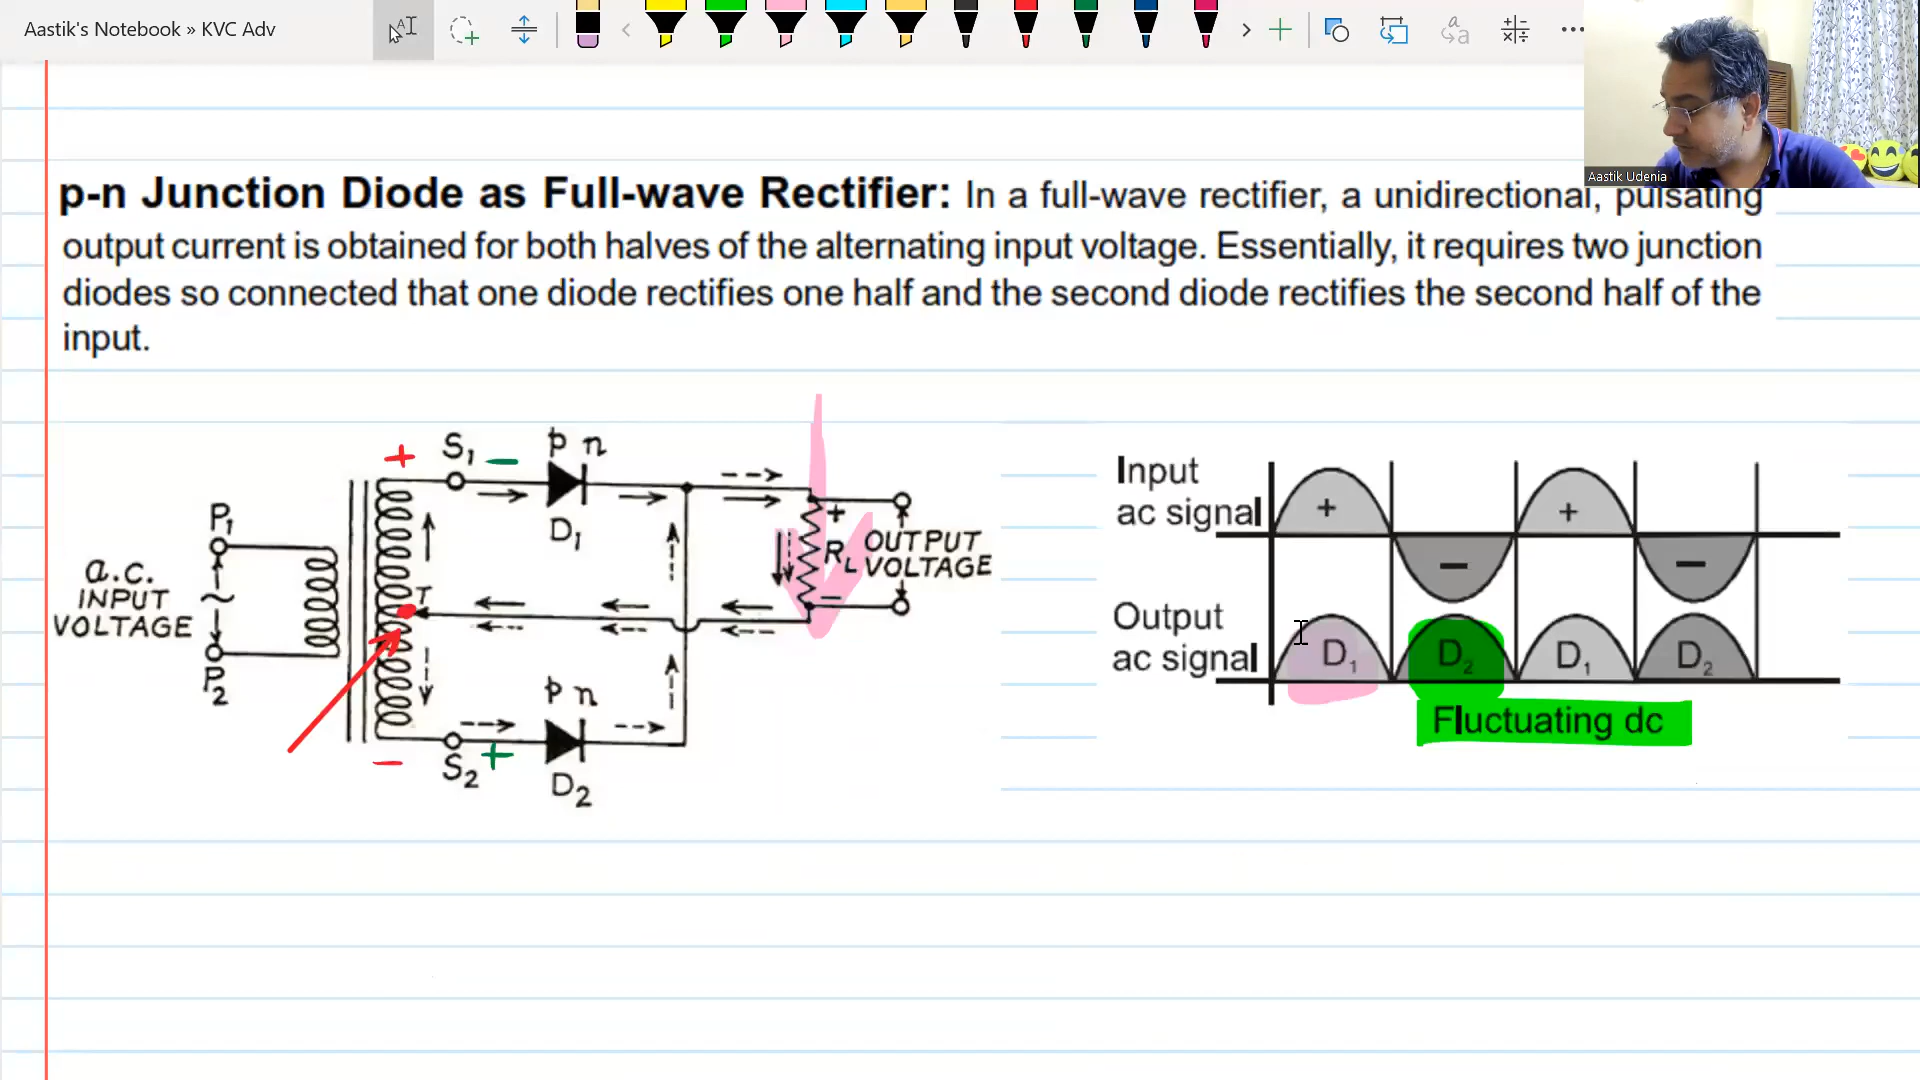 Aastik's Notebook » KVC Adv
Aastik Udenia
p-n Junction Diode as Full-wave Rectifier: In a full-wave rectifier, a unidirectional, pulsating
output current is obtained for both halves of the alternating input voltage. Essentially, it requires two junction
diodes so connected that one diode rectifies one half and the second diode rectifies the second half of the
input.
+ S₁ − p n
D₁
P₁
a.c.
INPUT
VOLTAGE
~
P₂
T
+
R_L OUTPUT
VOLTAGE
−
p n
− S₂ +
D₂
Input
ac signal
+ − + −
Output
ac signal
D₁ D₂ D₁ D₂
Fluctuating dc